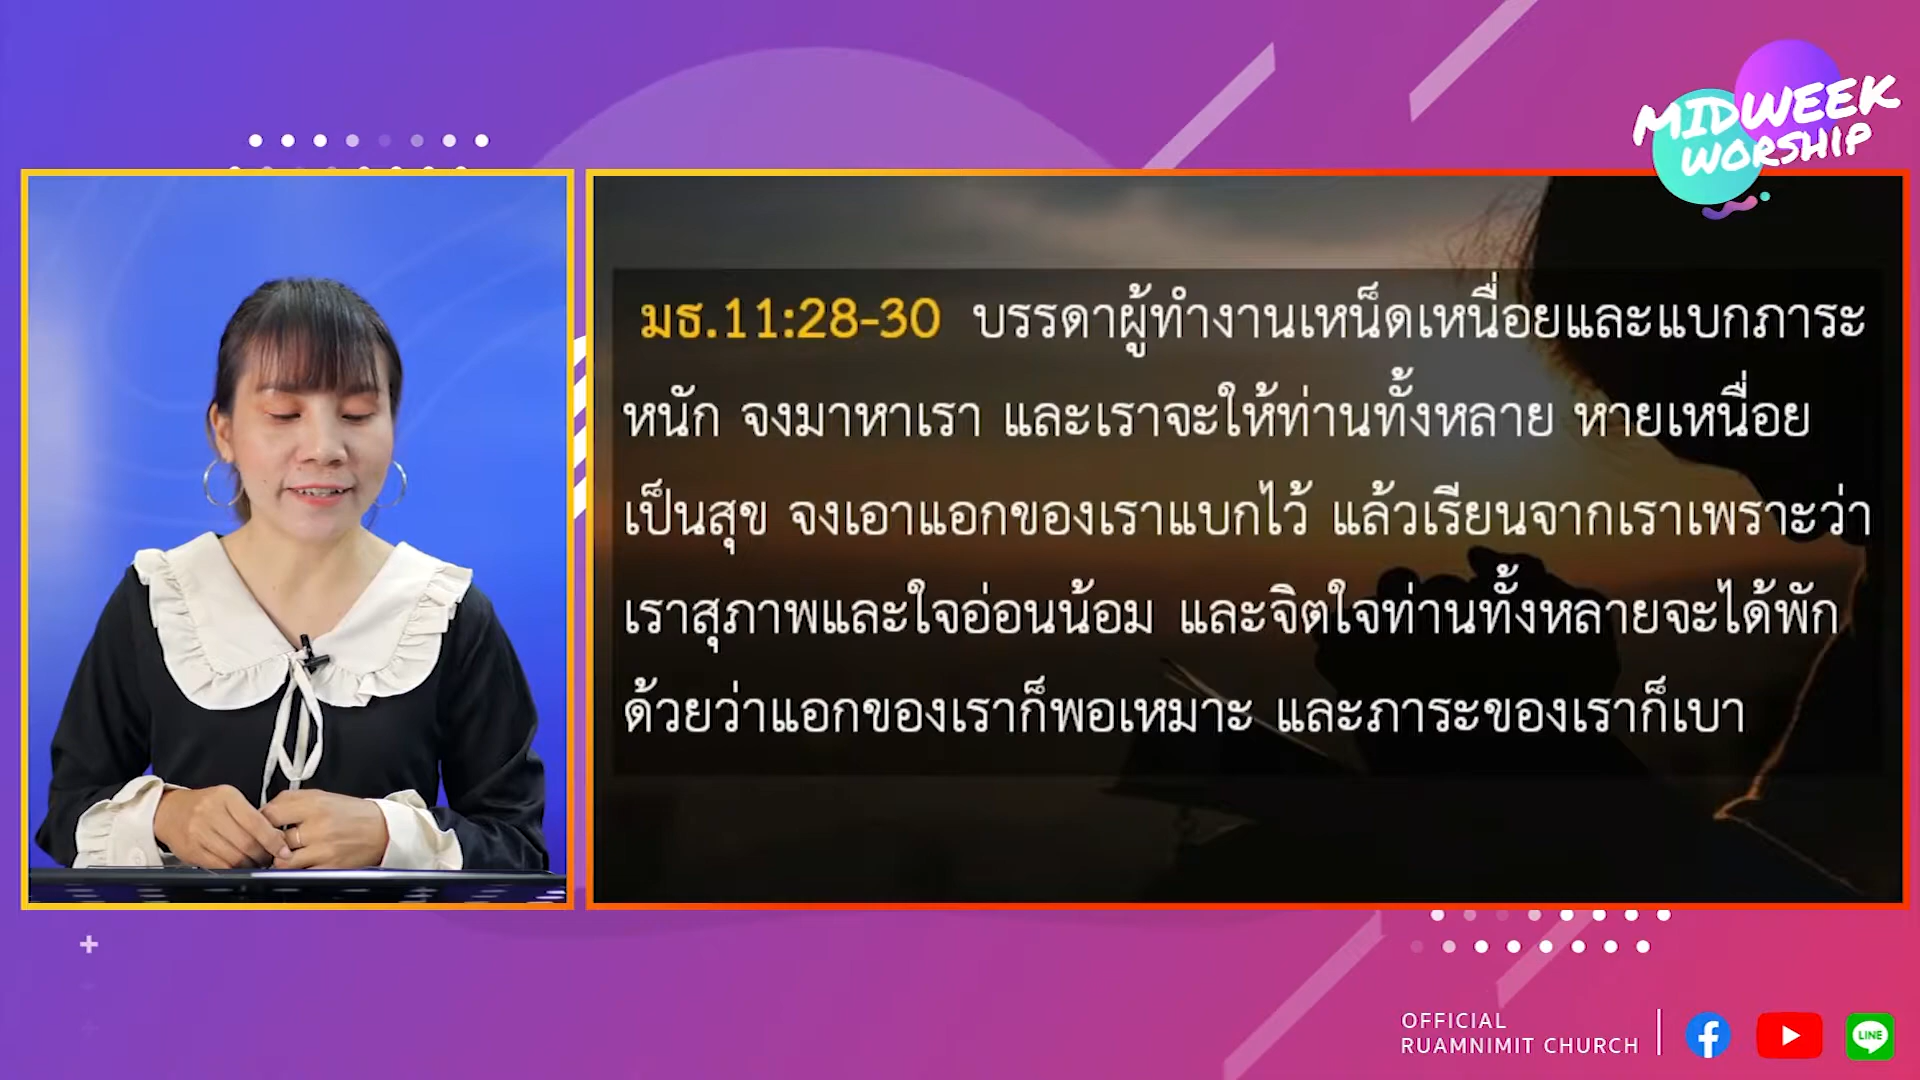 MIDWEEK
WORSHIP
มธ.11:28-30 บรรดาผู้ทำงานเหน็ดเหนื่อยและแบกภาระ
หนัก จงมาหาเรา และเราจะให้ท่านทั้งหลาย หายเหนื่อย
เป็นสุข จงเอาแอกของเราแบกไว้ แล้วเรียนจากเราเพราะว่า
เราสุภาพและใจอ่อนน้อม และจิตใจท่านทั้งหลายจะได้พัก
ด้วยว่าแอกของเราก็พอเหมาะ และภาระของเราก็เบา
OFFICIAL
RUAMNIMIT CHURCH
LINE